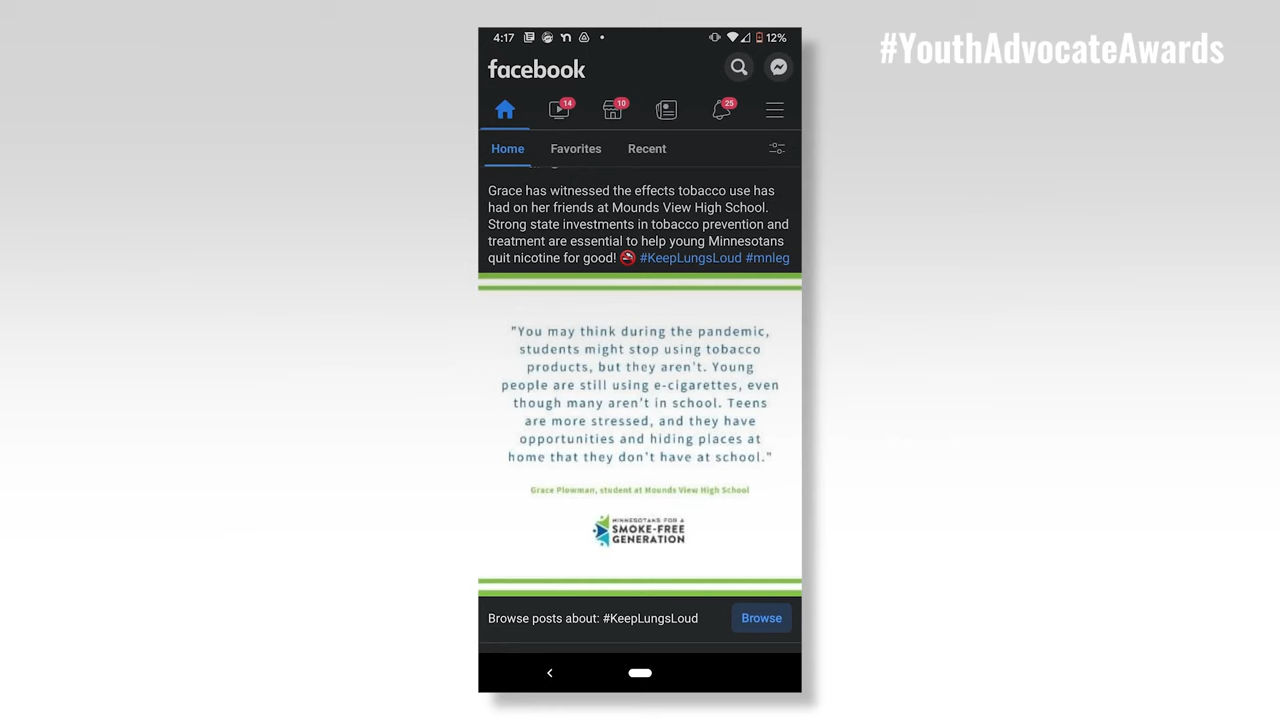 #YouthAdvocateAwards
4:17
12%
facebook
14
10
25
Home
Favorites
Recent
Grace has witnessed the effects tobacco use has
had on her friends at Mounds View High School.
Strong state investments in tobacco prevention and
treatment are essential to help young Minnesotans
quit nicotine for good! 🚭 #KeepLungsLoud #mnleg
"You may think during the pandemic,
students might stop using tobacco
products, but they aren't. Young
people are still using e-cigarettes, even
though many aren't in school. Teens
are more stressed, and they have
opportunities and hiding places at
home that they don't have at school."
Grace Plowman, student at Mounds View High School
MINNESOTANS FOR A
SMOKE-FREE
GENERATION
Browse posts about: #KeepLungsLoud
Browse